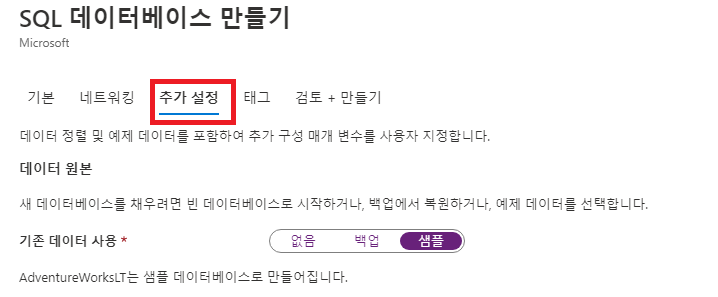 SQL 데이터베이스 만들기
Microsoft
기본 네트워킹 추가 설정 태그 검토 + 만들기
데이터 정렬 및 예제 데이터를 포함하여 추가 구성 매개 변수를 사용자 지정합니다.
데이터 원본
새 데이터베이스를 채우려면 빈 데이터베이스로 시작하거나, 백업에서 복원하거나, 예제 데이터를 선택합니다.
기존 데이터 사용 * 없음 백업 샘플
AdventureWorksLT는 샘플 데이터베이스로 만들어집니다.